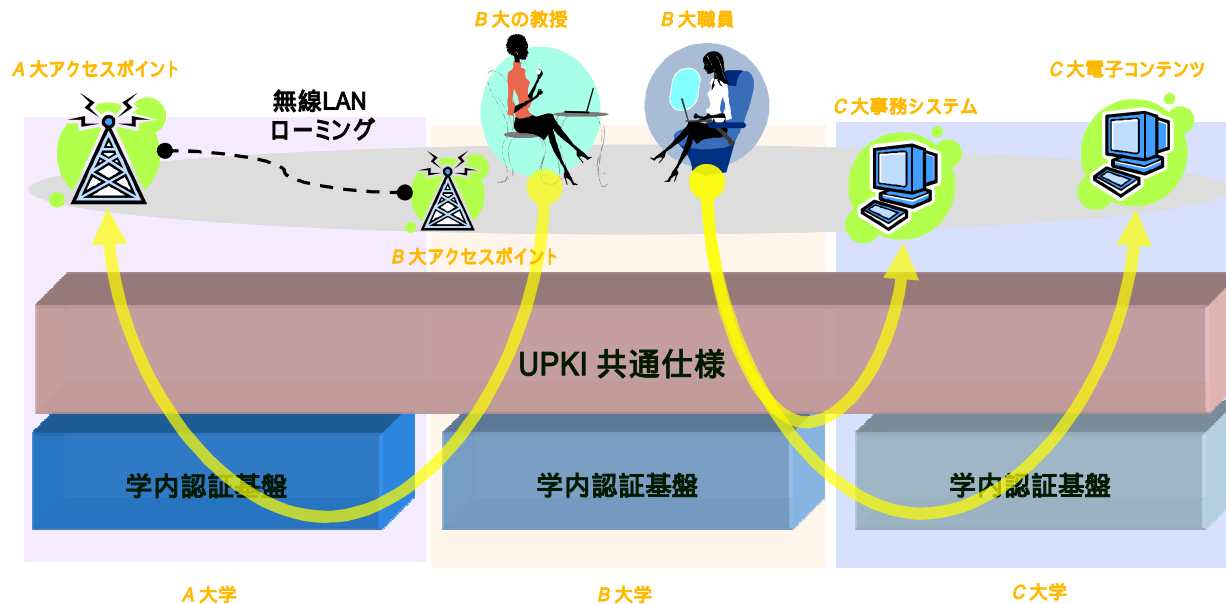 B大の教授
B大職員
A大アクセスポイント
C大電子コンテンツ
無線LAN
ローミング
C大事務システム
B大アクセスポイント
UPKI 共通仕様
学内認証基盤
学内認証基盤
学内認証基盤
A大学
B大学
C大学